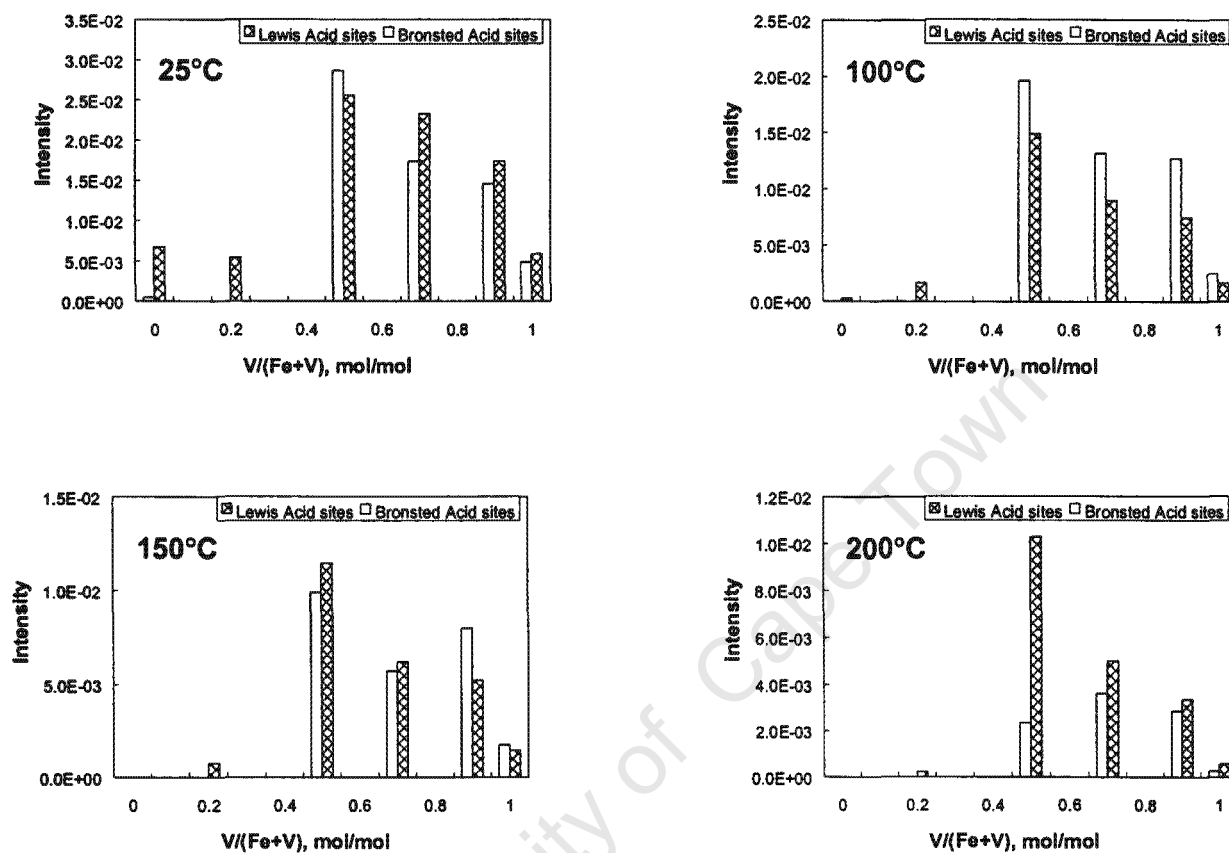 3.5E-02
3.0E-02
2.5E-02
2.0E-02
1.5E-02
1.0E-02
5.0E-03
0.0E+00
Intensity
Lewis Acid sites Bronsted Acid sites
25°C
0 0.2 0.4 0.6 0.8 1
V/(Fe+V), mol/mol
2.5E-02
2.0E-02
1.5E-02
1.0E-02
5.0E-03
0.0E+00
Intensity
Lewis Acid sites Bronsted Acid sites
100°C
0 0.2 0.4 0.6 0.8 1
V/(Fe+V), mol/mol
1.5E-02
1.0E-02
5.0E-03
0.0E+00
Intensity
Lewis Acid sites Bronsted Acid sites
150°C
0 0.2 0.4 0.6 0.8 1
V/(Fe+V), mol/mol
1.2E-02
1.0E-02
8.0E-03
6.0E-03
4.0E-03
2.0E-03
0.0E+00
Intensity
Lewis Acid sites Bronsted Acid sites
200°C
0 0.2 0.4 0.6 0.8 1
V/(Fe+V), mol/mol
ity of Cape Town